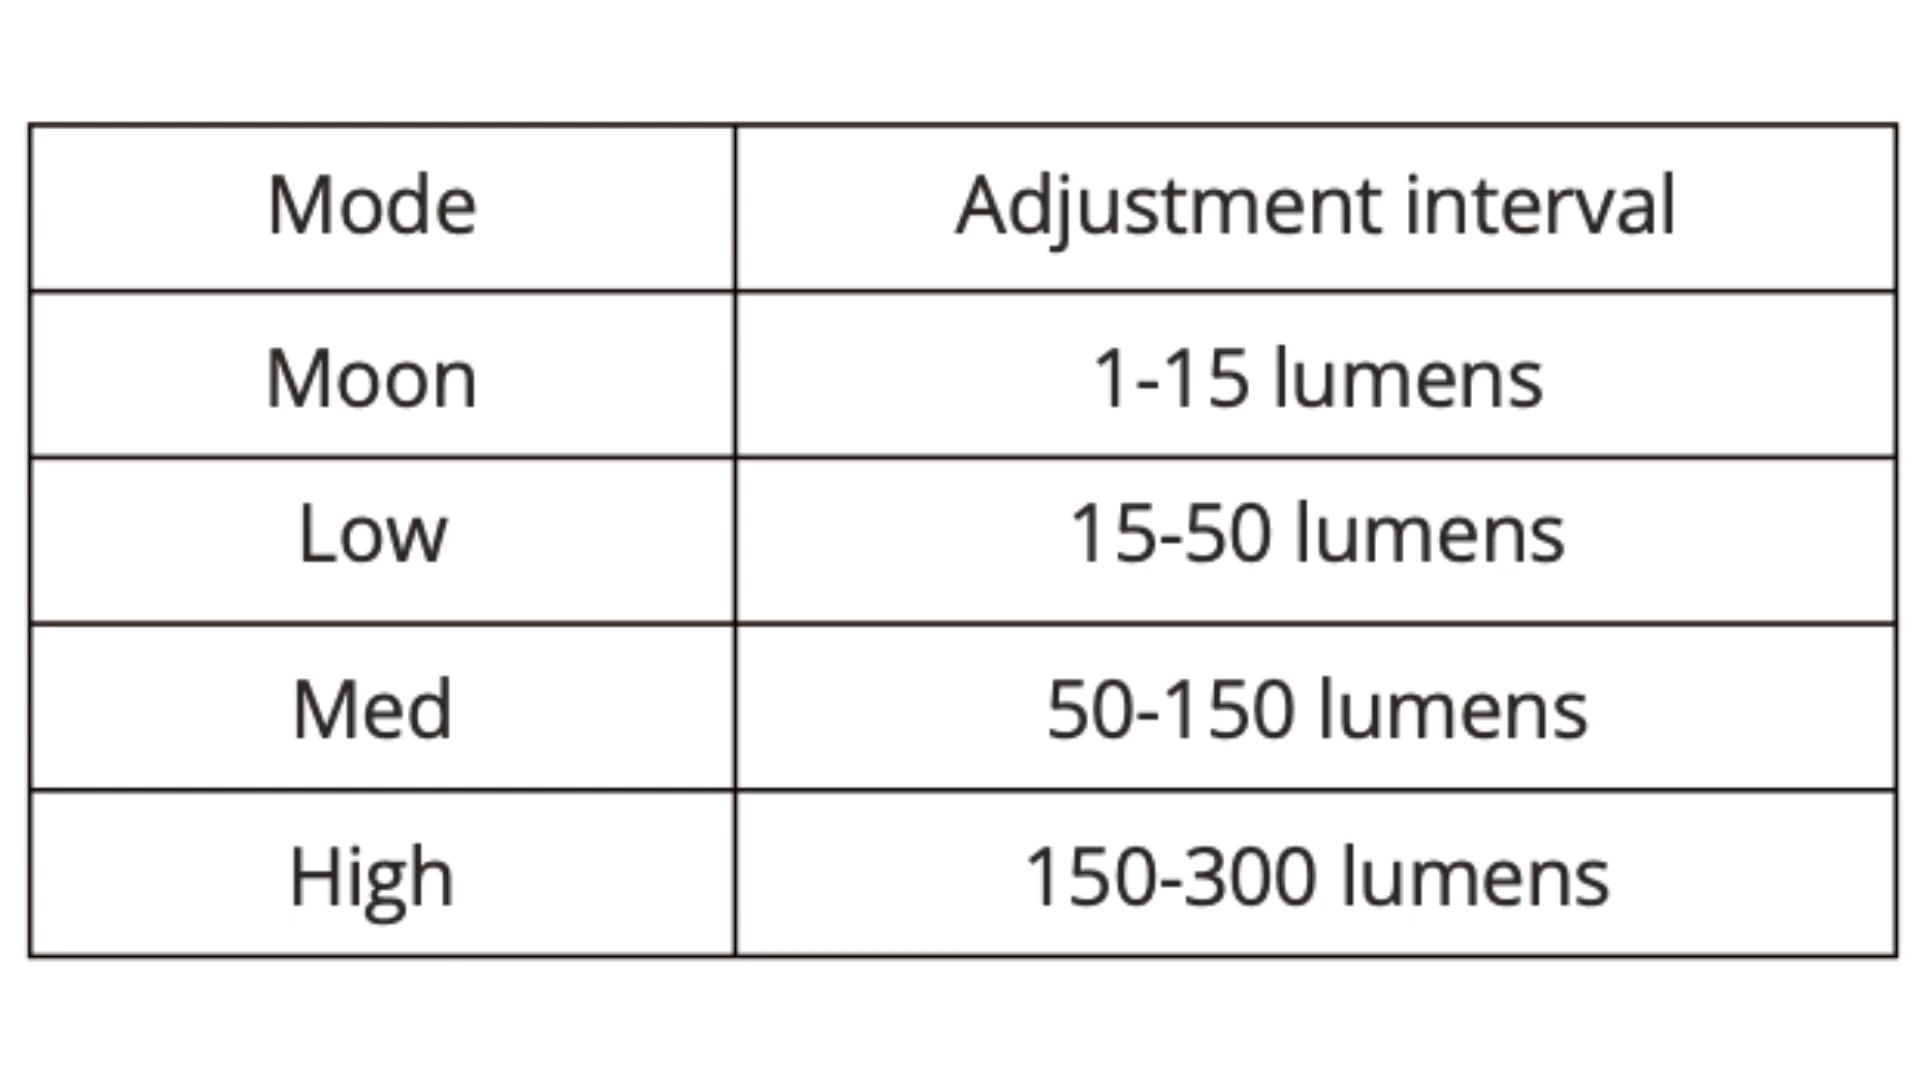 Mode Adjustment interval
Moon 1-15 lumens
Low 15-50 lumens
Med 50-150 lumens
High 150-300 lumens